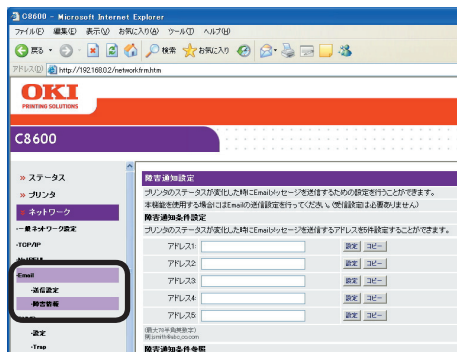 C8600 - Microsoft Internet Explorer
ファイル(F) 編集(E) 表示(V) お気に入り(A) ツール(T) ヘルプ(H)
戻る 検索 お気に入り
アドレス(D) http://192.168.0.2/networkfrm.htm
OKI
PRINTING SOLUTIONS
C8600
» ステータス
» プリンタ
» ネットワーク
-一般ネットワーク設定
-TCP/IP
-Email
-送信設定
-障害情報
-設定
-Trap
障害通知設定
プリンタのステータスが変化した時にEmailメッセージを送信するための設定を行うことができます。
本機能を使用する場合にはEmailの送信設定を行ってください。(受信設定は必要ありません)
障害通知条件設定
プリンタのステータスが変化した時にEmailメッセージを送信するアドレスを5件設定することができます。
アドレス1: 設定 コピー
アドレス2: 設定 コピー
アドレス3: 設定 コピー
アドレス4: 設定 コピー
アドレス5: 設定 コピー
(最大79半角英数字)
障害通知条件参照